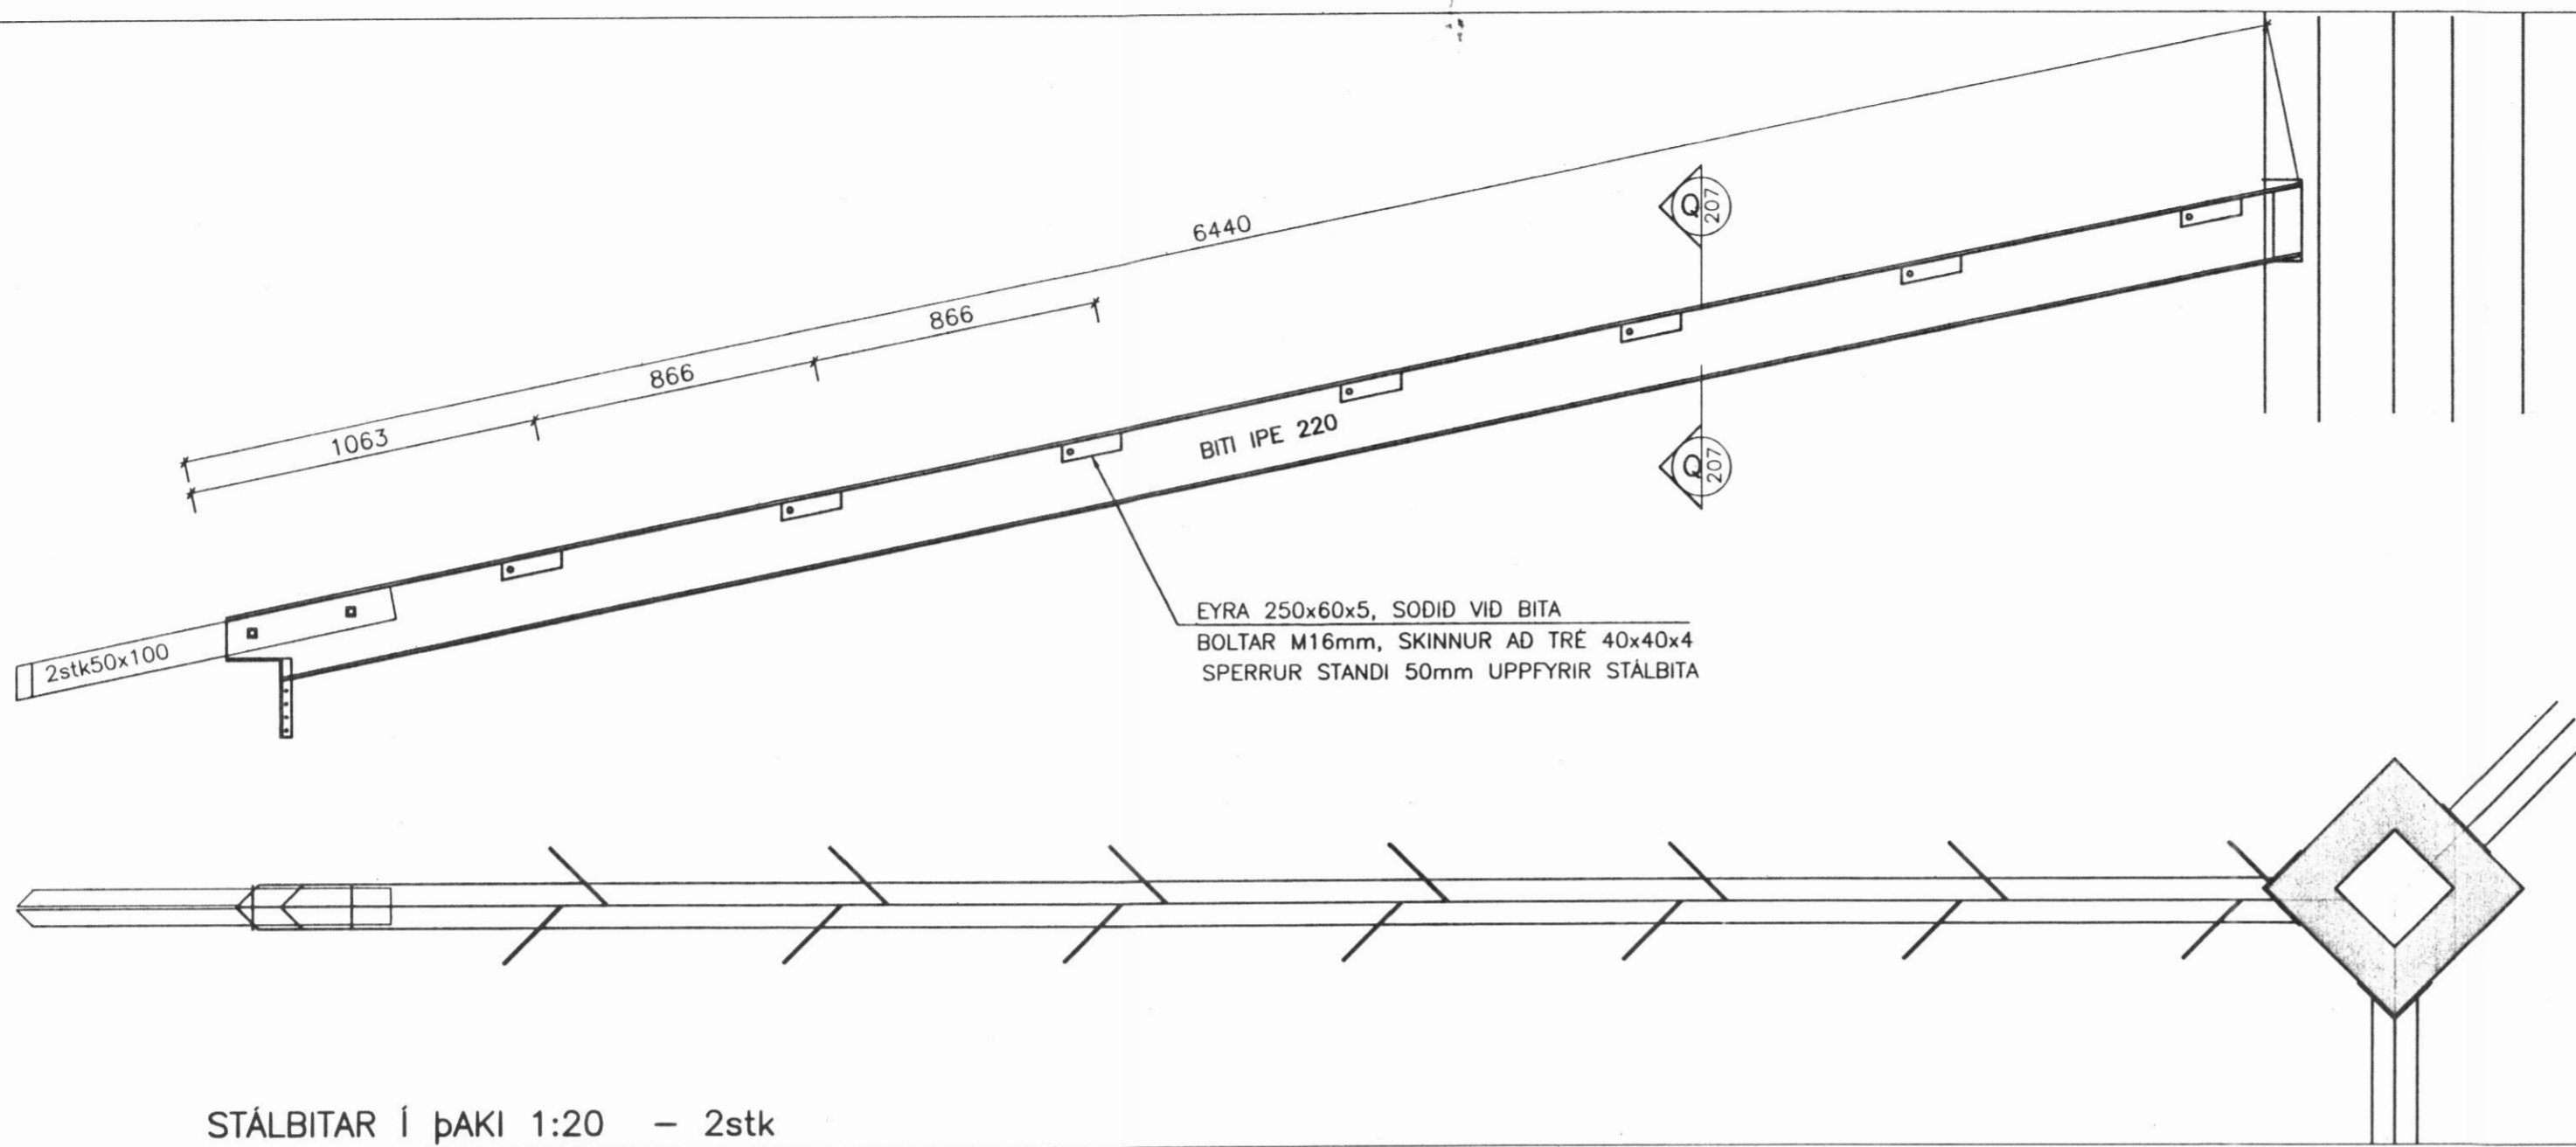 6440
Q
207
866
866
1063
BITI IPE 220
Q
207
EYRA 250x60x5, SODID VID BITA
BOLTAR M16mm, SKINNUR AD TRÉ 40x40x4
SPERRUR STANDI 50mm UPPFYRIR STÁLBITA
2stk50x100
STÁLBITAR Í ÞAKI 1:20 – 2stk